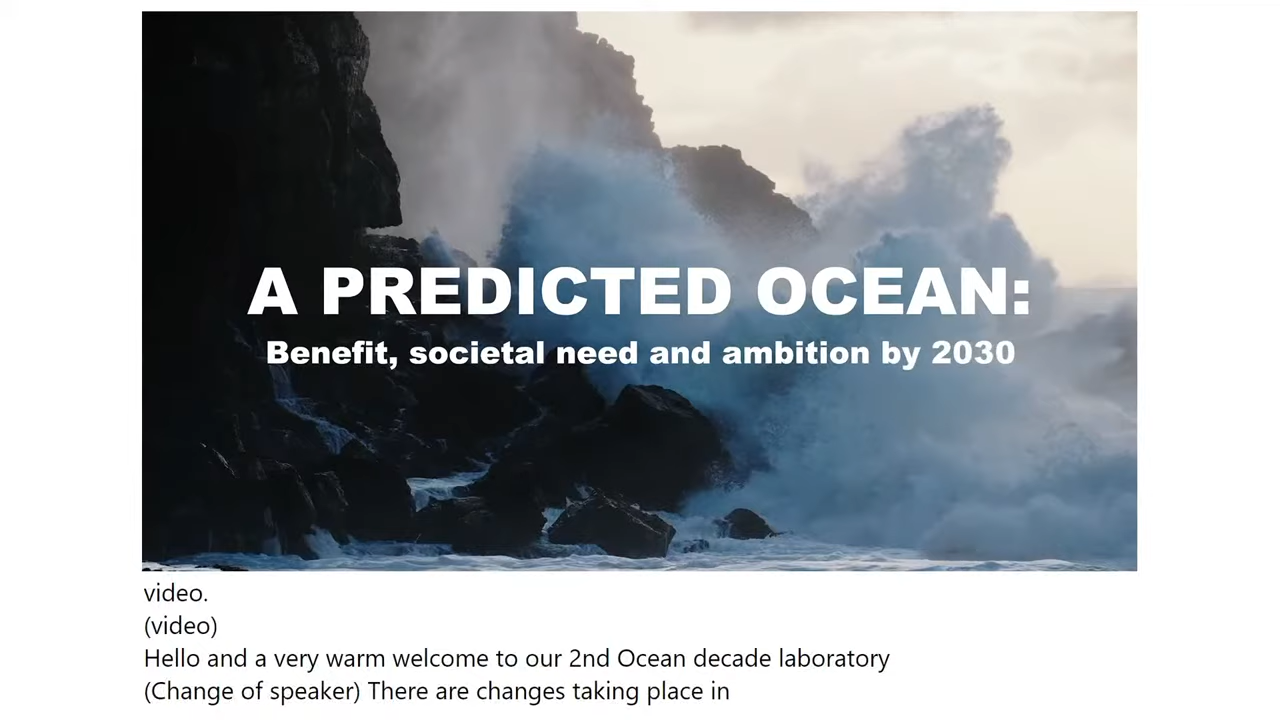 A PREDICTED OCEAN:
Benefit, societal need and ambition by 2030
video.
(video)
Hello and a very warm welcome to our 2nd Ocean decade laboratory
(Change of speaker) There are changes taking place in